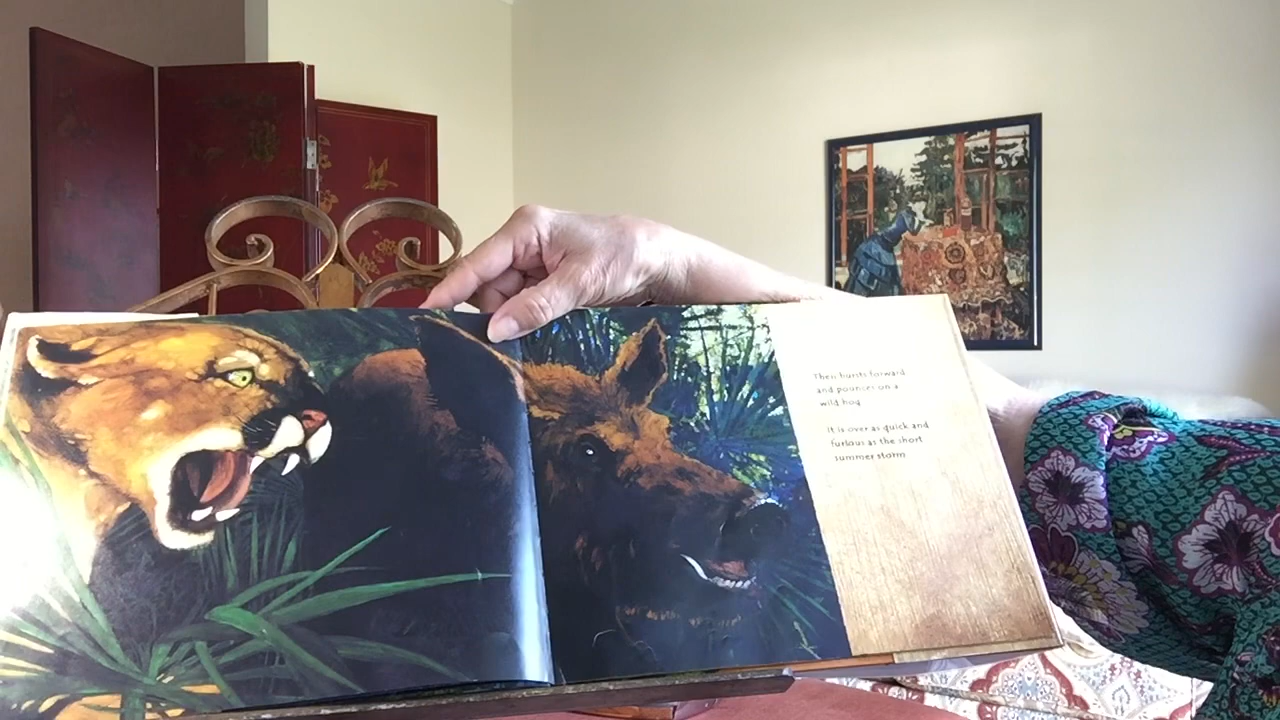 Then bursts forward
and pounces on a
wild hog.
It is over as quick and
furious as the short
summer storm.